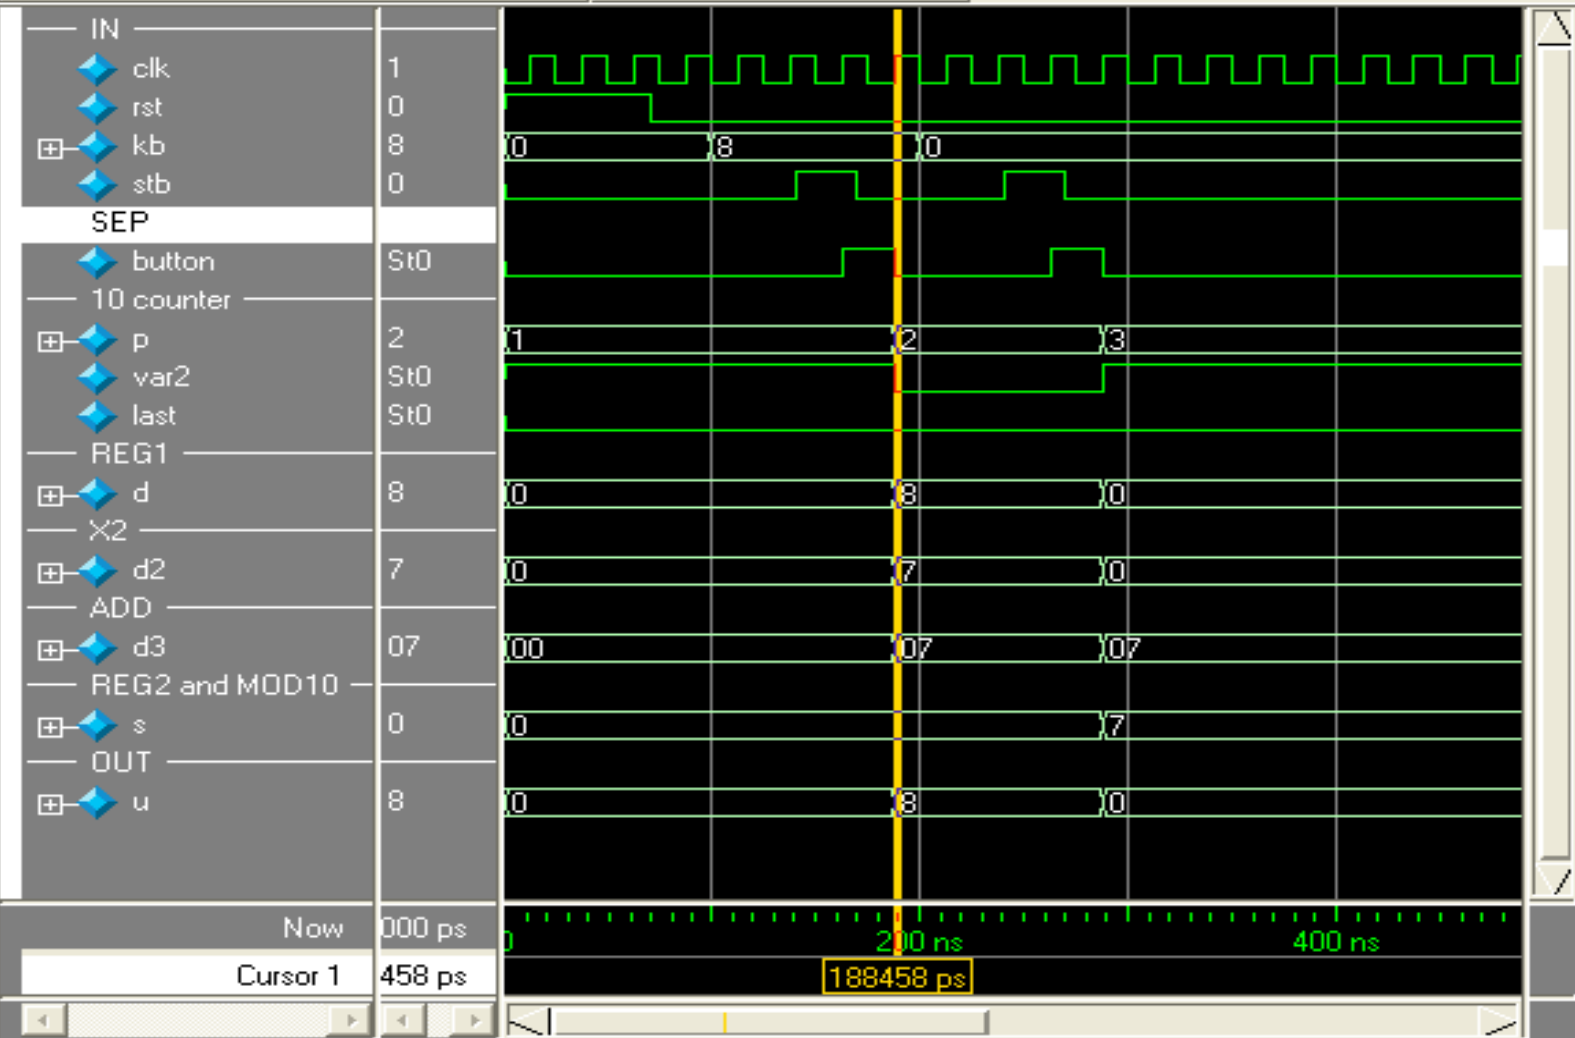 IN
clk 1
rst 0
kb 8 0 8 0
stb 0
SEP
button St0
10 counter
p 2 1 2 3
var2 St0
last St0
REG1
d 8 0 8 0
X2
d2 7 0 7 0
ADD
d3 07 00 07 07
REG2 and MOD10
s 0 0 7
OUT
u 8 0 8 0
Now 000 ps 0 200 ns 400 ns
Cursor 1 458 ps 188458 ps